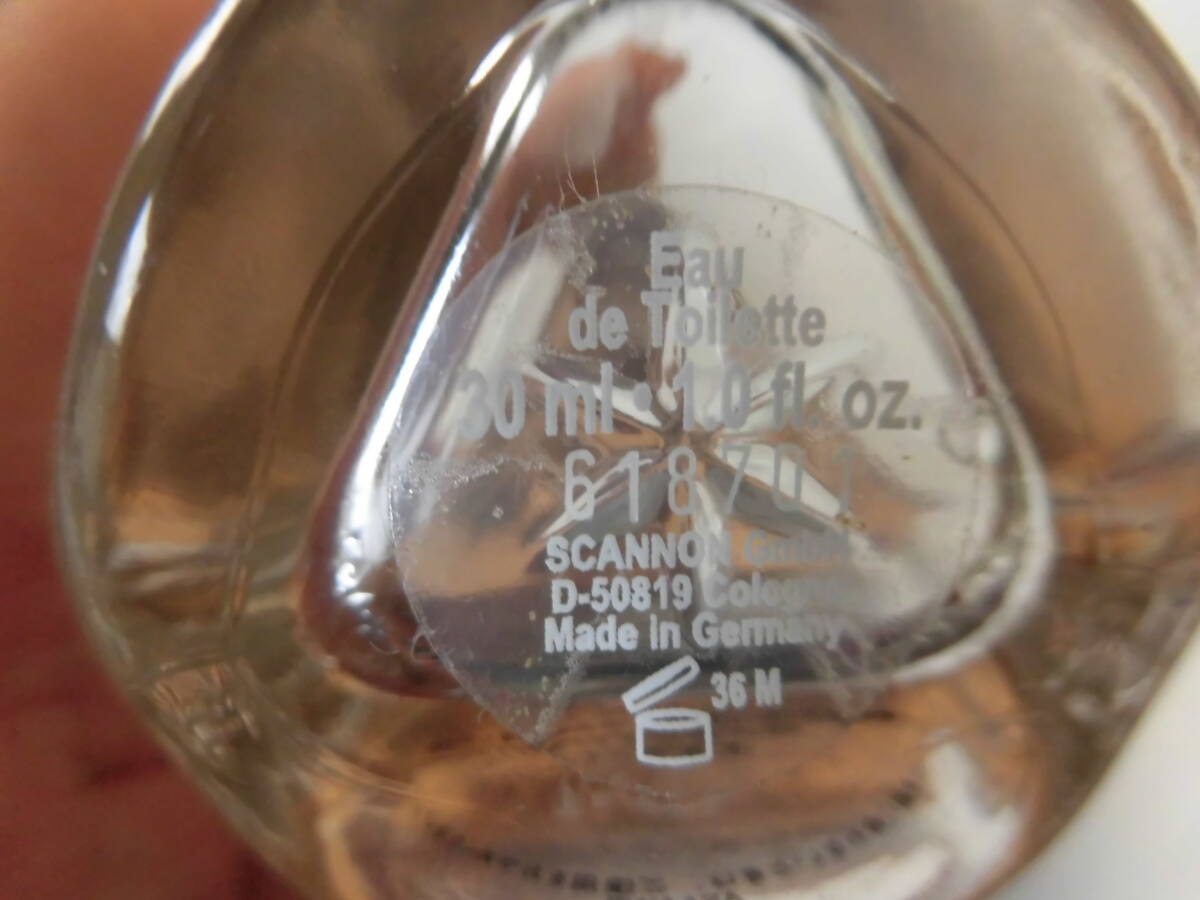 Eau
de Toilette
30 ml • 1.0 fl. oz.
618701
SCANNON GmbH
D-50819 Cologne
Made in Germany
36 M